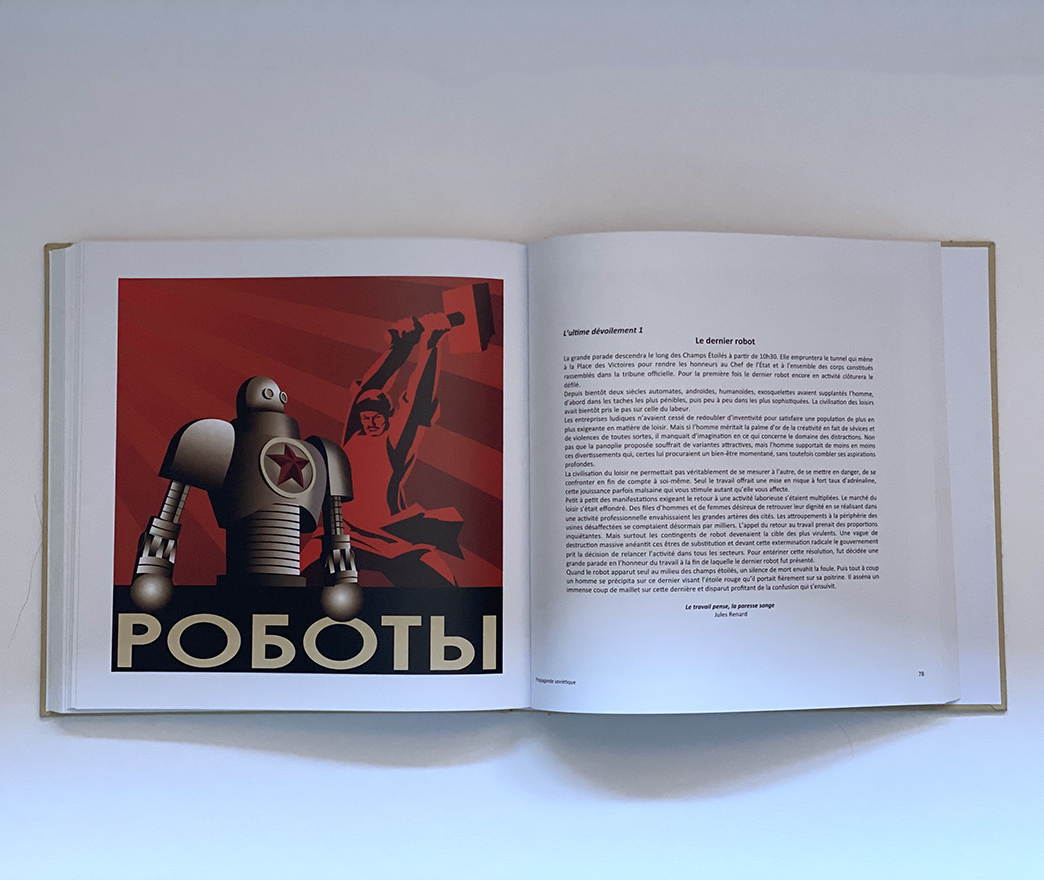 РОБОТЫ
L'ultime dévoilement 1
Le dernier robot
La grande parade descendra le long des Champs Étoilés à partir de 10h30. Elle empruntera le tunnel qui mène
à la Place des Victoires pour rendre les honneurs au Chef de l'État et à l'ensemble des corps constitués
rassemblés dans la tribune officielle. Pour la première fois le dernier robot encore en activité clôturera le
défilé.
Depuis bientôt deux siècles automates, androïdes, humanoïdes, exosquelettes avaient supplantés l'homme,
d'abord dans les taches les plus pénibles, puis peu à peu dans les plus sophistiquées. La civilisation des loisirs
avait bientôt pris le pas sur celle du labeur.
Les entreprises ludiques n'avaient cessé de redoubler d'inventivité pour satisfaire une population de plus en
plus exigeante en matière de loisir. Mais si l'homme méritait la palme d'or de la créativité en fait de sévices et
de violences de toutes sortes, il manquait d'imagination en ce qui concerne le domaine des distractions. Non
pas que la panoplie proposée souffrait de variantes attractives, mais l'homme supportait de moins en moins
ces divertissements qui, certes lui procuraient un bien-être momentané, sans toutefois combler ses aspirations
profondes.
La civilisation du loisir ne permettait pas véritablement de se mesurer à l'autre, de se mettre en danger, de se
confronter en fin de compte à soi-même. Seul le travail offrait une mise en risque à fort taux d'adrénaline,
cette jouissance parfois malsaine qui vous stimule autant qu'elle vous affecte.
Petit à petit des manifestations exigeant le retour à une activité laborieuse s'étaient multipliées. Le marché du
loisir s'était effondré. Des files d'hommes et de femmes désireux de retrouver leur dignité en se réalisant dans
une activité professionnelle envahissaient les grandes artères des cités. Les attroupements à la périphérie des
usines désaffectées se comptaient désormais par milliers. L'appel du retour au travail prenait des proportions
inquiétantes. Mais surtout les contingents de robot devenaient la cible des plus virulents. Une vague de
destruction massive anéantit ces êtres de substitution et devant cette extermination radicale le gouvernement
prit la décision de relancer l'activité dans tous les secteurs. Pour entériner cette résolution, fut décidée une
grande parade en l'honneur du travail à la fin de laquelle le dernier robot fut présenté.
Quand le robot apparut seul au milieu des champs étoilés, un silence de mort envahit la foule. Puis tout à coup
un homme se précipita sur ce dernier visant l'étoile rouge qu'il portait fièrement sur sa poitrine. Il asséna un
immense coup de maillet sur cette dernière et disparut profitant de la confusion qui s'ensuivit.
Le travail pense, la paresse songe
Jules Renard
Propagande soviétique
78